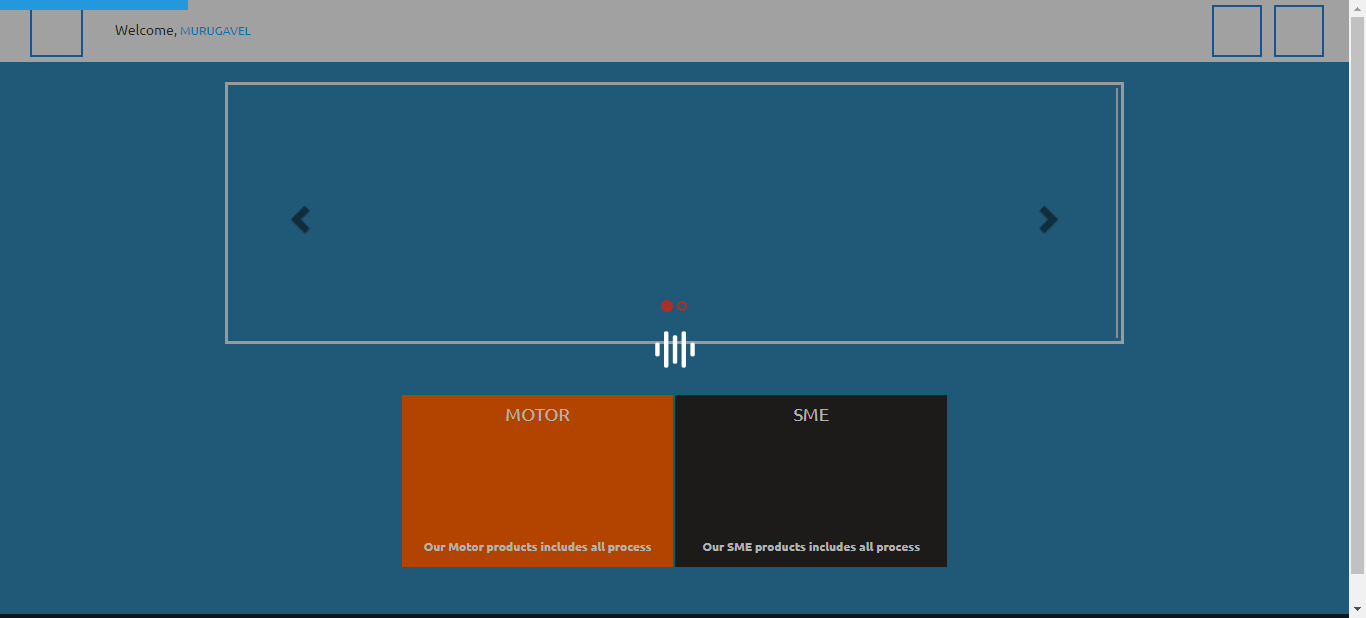 Welcome, MURUGAVEL
MOTOR
SME
Our Motor products includes all process
Our SME products includes all process